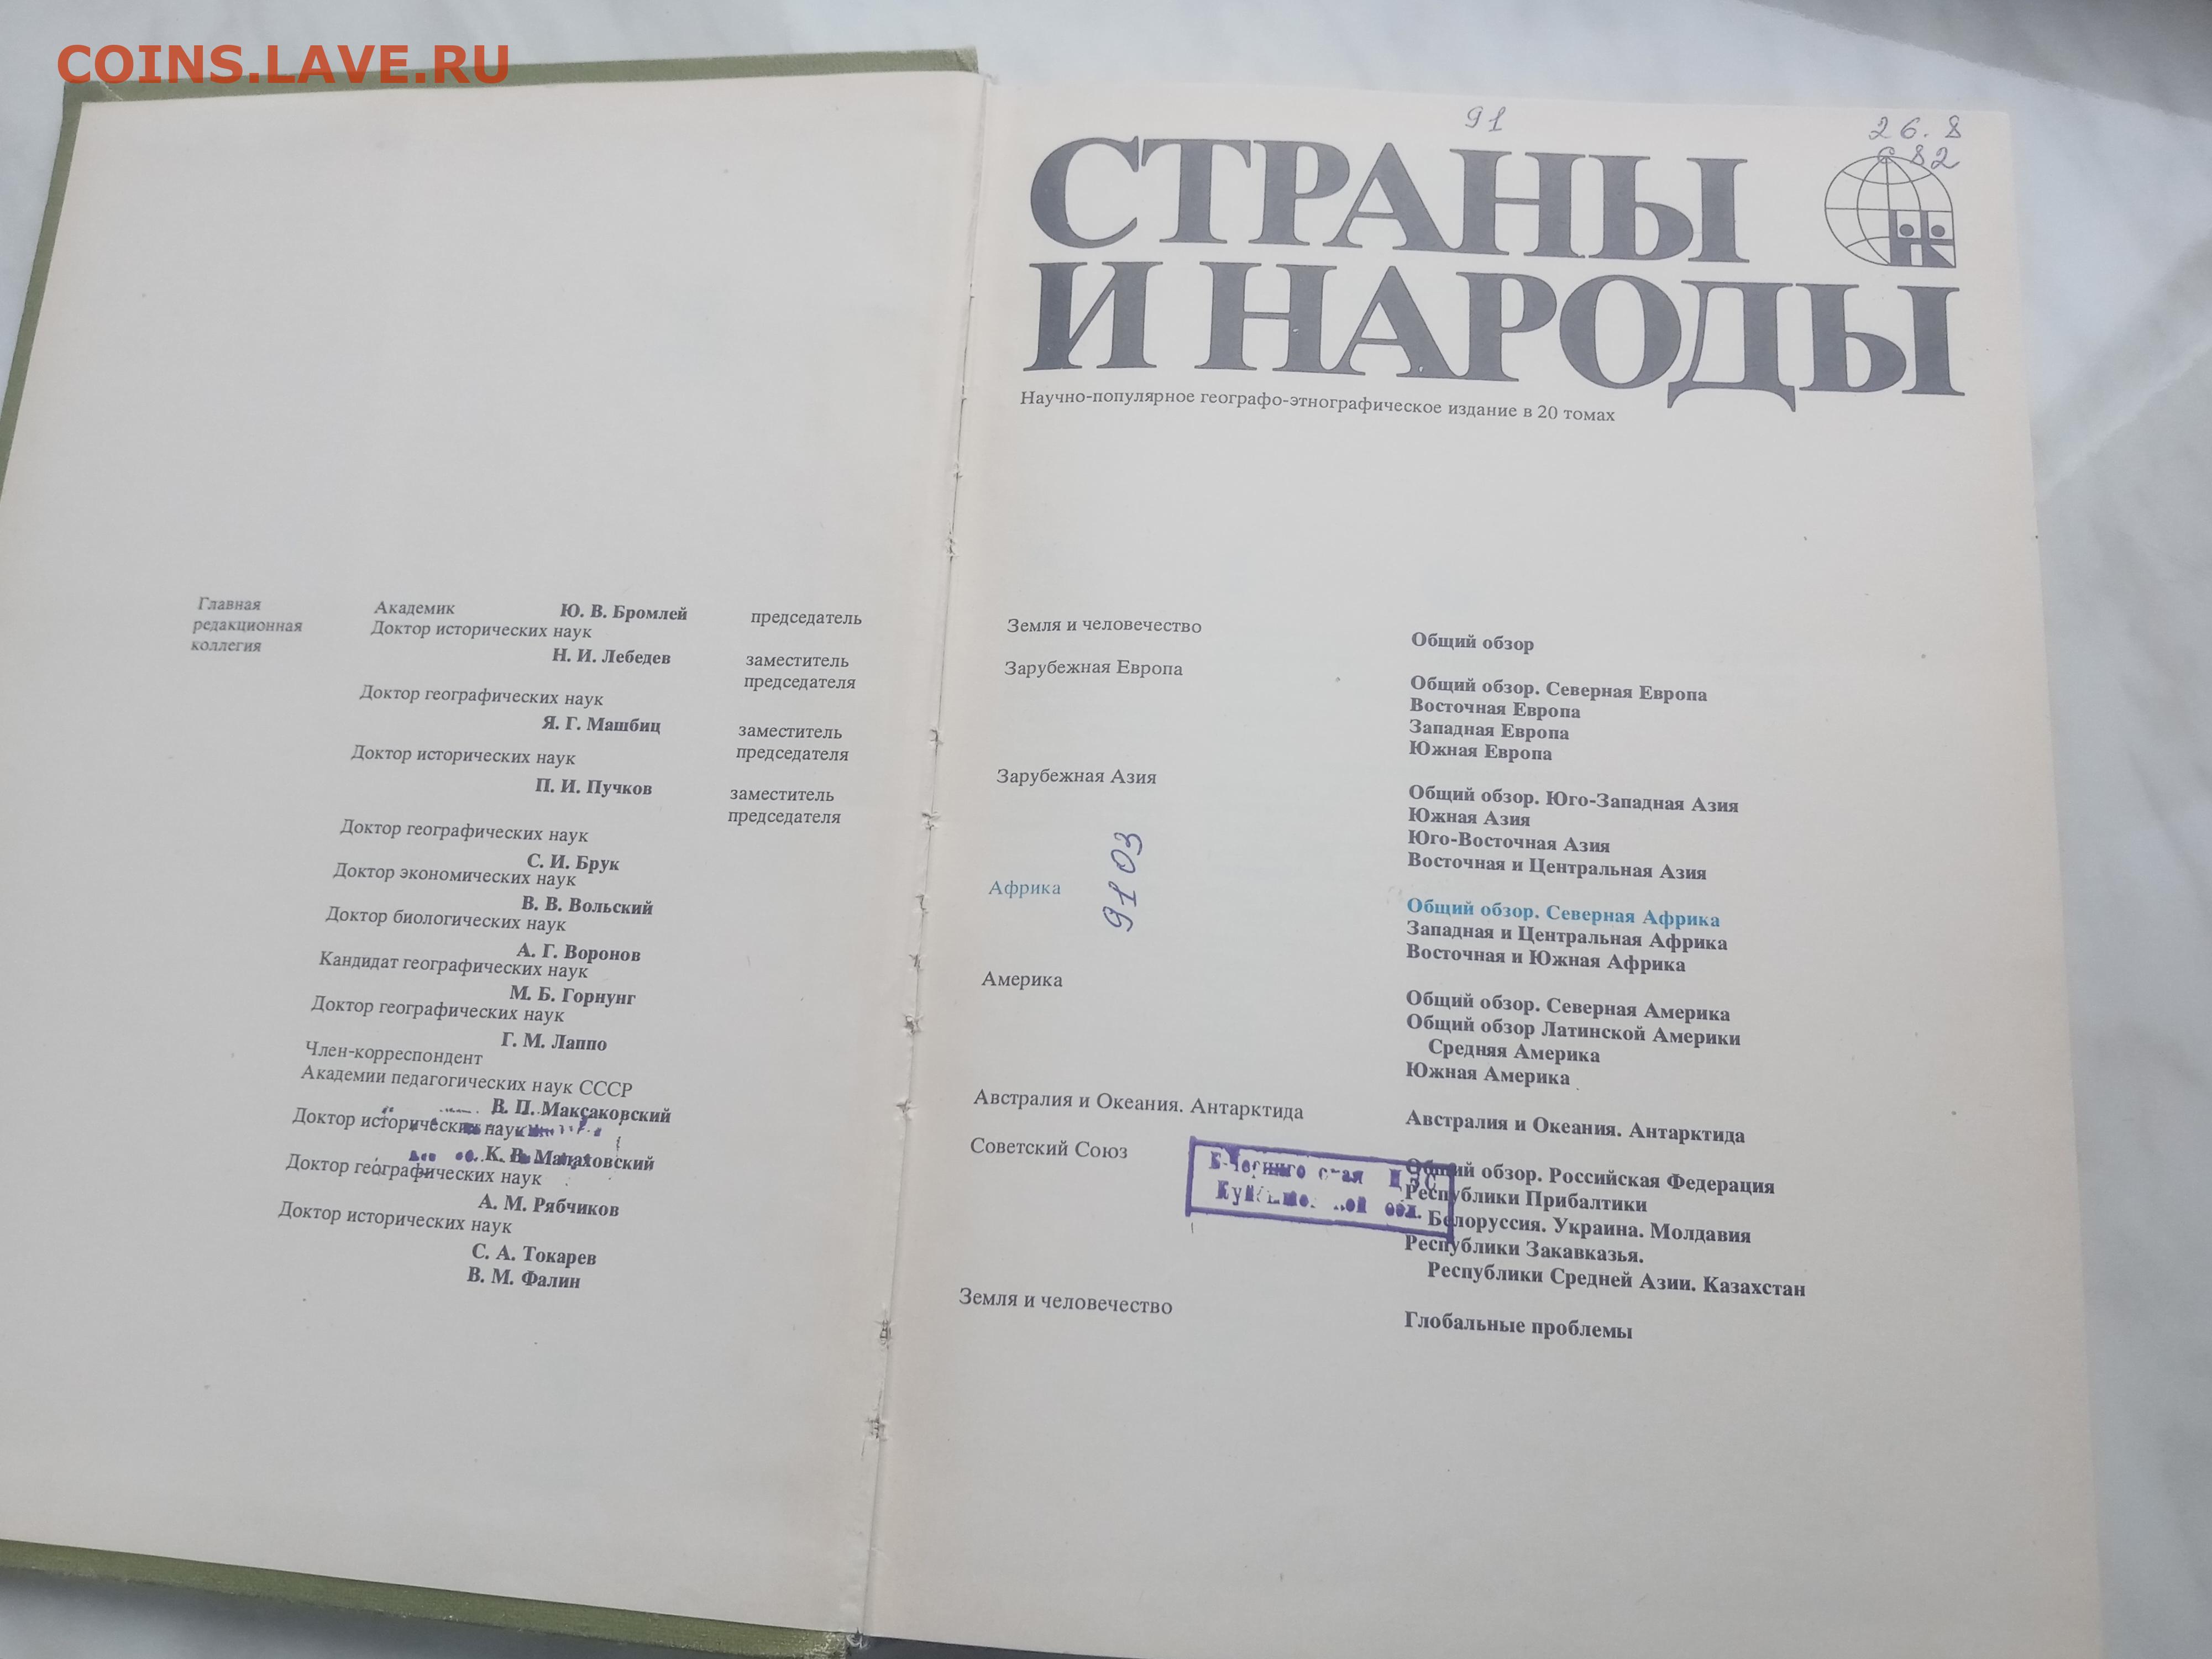 COINS.LAVE.RU
Главная
редакционная
коллегия
Академик Ю. В. Бромлей председатель
Доктор исторических наук
Н. И. Лебедев заместитель
председателя
Доктор географических наук
Я. Г. Машбиц заместитель
председателя
Доктор исторических наук
П. И. Пучков заместитель
председателя
Доктор географических наук
С. И. Брук
Доктор экономических наук
В. В. Вольский
Доктор биологических наук
А. Г. Воронов
Кандидат географических наук
М. Б. Горнунг
Доктор географических наук
Г. М. Лаппо
Член-корреспондент
Академии педагогических наук СССР
В. П. Максаковский
Доктор исторических наук
К. В. Малаховский
Доктор географических наук
А. М. Рябчиков
Доктор исторических наук
С. А. Токарев
В. М. Фалин
91
26.8
С 82
СТРАНЫ
И НАРОДЫ
Научно-популярное географо-этнографическое издание в 20 томах
Земля и человечество Общий обзор
Зарубежная Европа Общий обзор. Северная Европа
Восточная Европа
Западная Европа
Южная Европа
Зарубежная Азия Общий обзор. Юго-Западная Азия
Южная Азия
Юго-Восточная Азия
Восточная и Центральная Азия
9103
Африка Общий обзор. Северная Африка
Западная и Центральная Африка
Восточная и Южная Африка
Америка Общий обзор. Северная Америка
Общий обзор Латинской Америки
Средняя Америка
Южная Америка
Австралия и Океания. Антарктида Австралия и Океания. Антарктида
Советский Союз Общий обзор. Российская Федерация
Республики Прибалтики
Белоруссия. Украина. Молдавия
Республики Закавказья.
Республики Средней Азии. Казахстан
обл.
Земля и человечество Глобальные проблемы